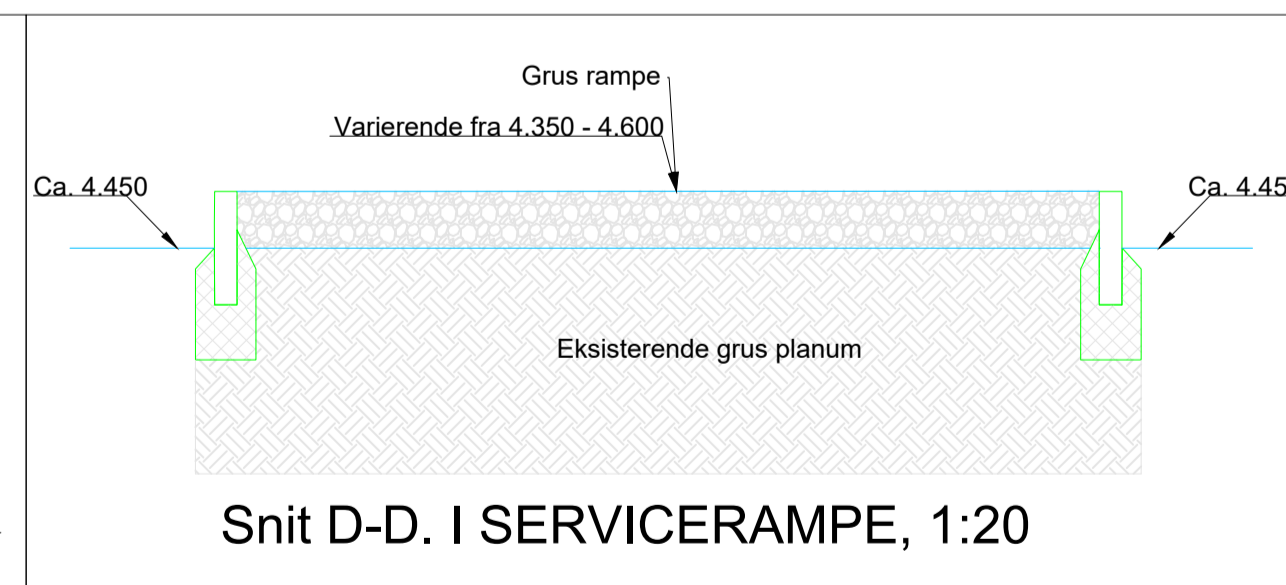 Grus rampe
Varierende fra 4.350 - 4.600
Ca. 4.450
Ca. 4.45
Eksisterende grus planum
Snit D-D. I SERVICERAMPE, 1:20